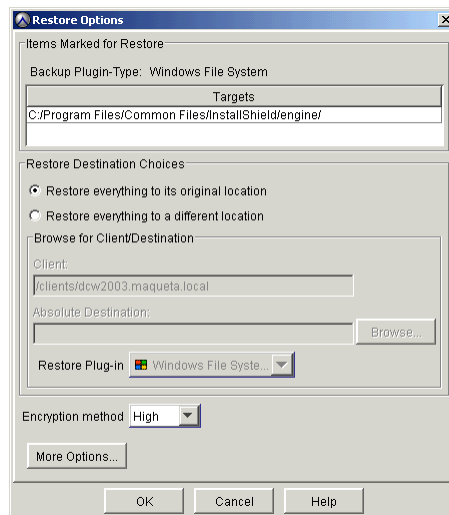 Restore Options
Items Marked for Restore
Backup Plugin-Type: Windows File System
Targets
C:/Program Files/Common Files/InstallShield/engine/
Restore Destination Choices
Restore everything to its original location
Restore everything to a different location
Browse for Client/Destination
Client:
/clients/dcw2003.maqueta.local
Absolute Destination:
Browse...
Restore Plug-in Windows File Syste...
Encryption method High
More Options...
OK Cancel Help